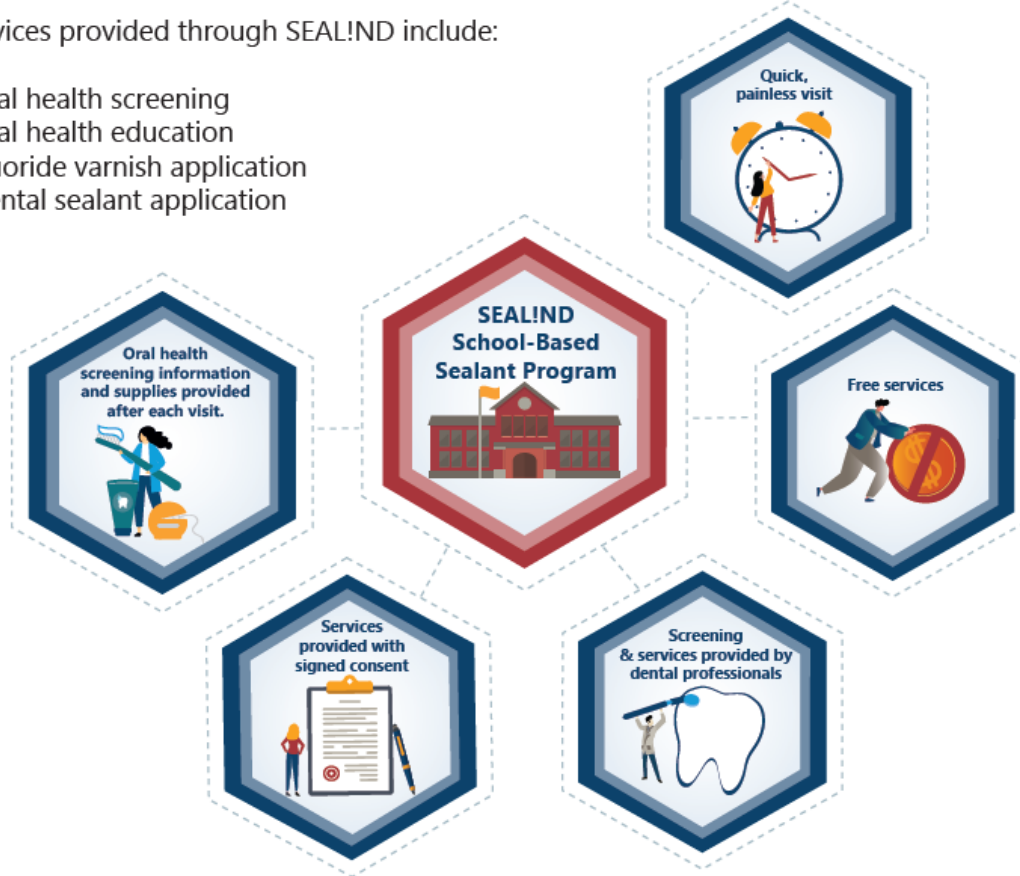 vices provided through SEAL!ND include:
al health screening
al health education
uoride varnish application
ental sealant application
Quick,
painless visit
SEAL!ND
School-Based
Sealant Program
Oral health
screening information
and supplies provided
after each visit.
Free services
Services
provided with
signed consent
Screening
& services provided by
dental professionals